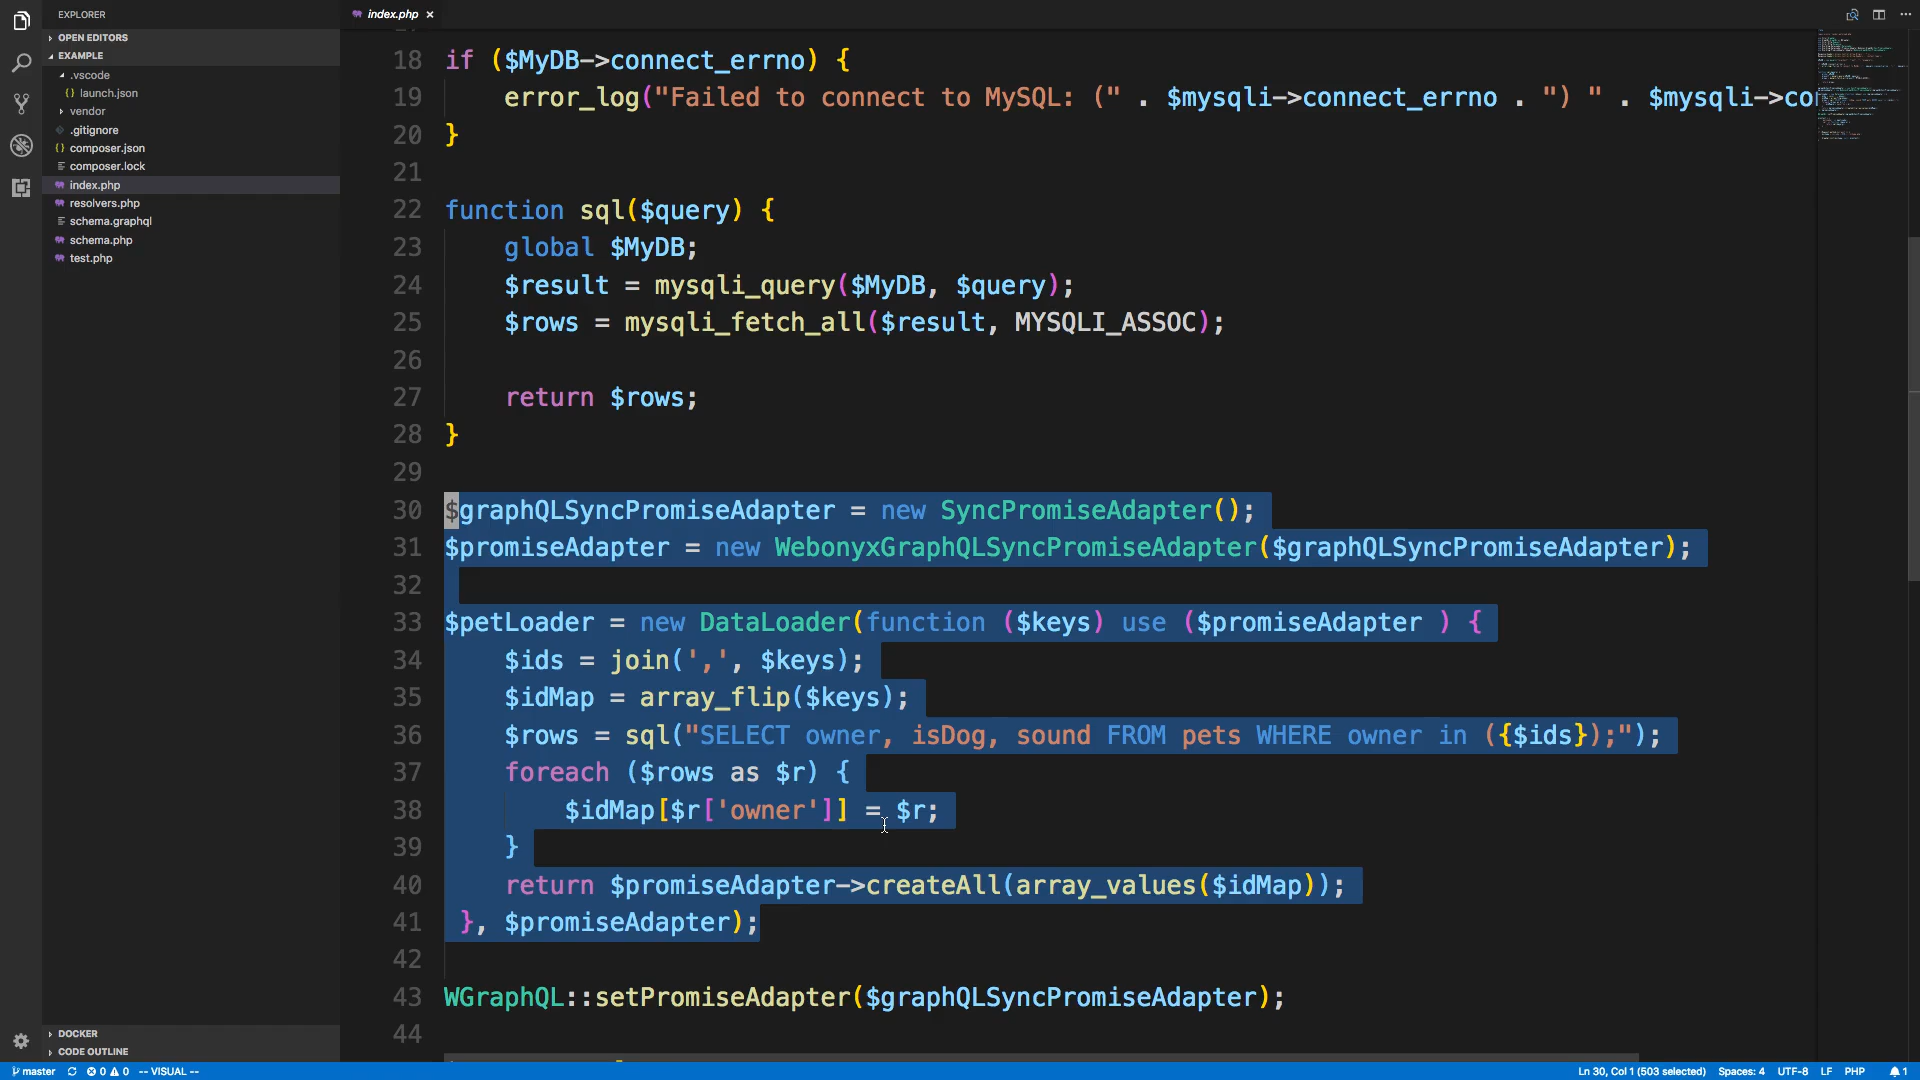 EXPLORER
OPEN EDITORS
EXAMPLE
.vscode
{} launch.json
vendor
.gitignore
{} composer.json
composer.lock
index.php
resolvers.php
schema.graphql
schema.php
test.php
DOCKER
CODE OUTLINE
index.php ×
18 if ($MyDB->connect_errno) {
19 error_log("Failed to connect to MySQL: (" . $mysqli->connect_errno . ") " . $mysqli->co
20 }
21
22 function sql($query) {
23 global $MyDB;
24 $result = mysqli_query($MyDB, $query);
25 $rows = mysqli_fetch_all($result, MYSQLI_ASSOC);
26
27 return $rows;
28 }
29
30 $graphQLSyncPromiseAdapter = new SyncPromiseAdapter();
31 $promiseAdapter = new WebonyxGraphQLSyncPromiseAdapter($graphQLSyncPromiseAdapter);
32
33 $petLoader = new DataLoader(function ($keys) use ($promiseAdapter ) {
34 $ids = join(',', $keys);
35 $idMap = array_flip($keys);
36 $rows = sql("SELECT owner, isDog, sound FROM pets WHERE owner in ({$ids});");
37 foreach ($rows as $r) {
38 $idMap[$r['owner']] = $r;
39 }
40 return $promiseAdapter->createAll(array_values($idMap));
41 }, $promiseAdapter);
42
43 WGraphQL::setPromiseAdapter($graphQLSyncPromiseAdapter);
44
master 0 0 -- VISUAL -- Ln 30, Col 1 (503 selected) Spaces: 4 UTF-8 LF PHP 1